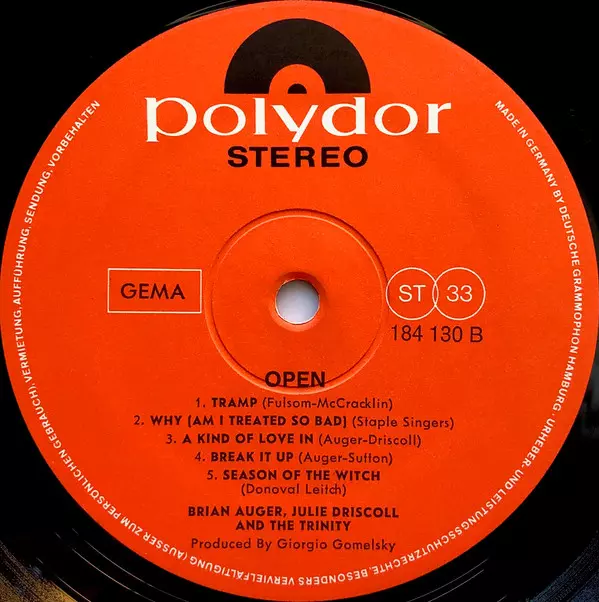 polydor
STEREO
GEMA
ST 33
184 130 B
OPEN
1. TRAMP (Fulsom-McCracklin)
2. WHY (AM I TREATED SO BAD) (Staple Singers)
3. A KIND OF LOVE IN (Auger-Driscoll)
4. BREAK IT UP (Auger-Sutton)
5. SEASON OF THE WITCH
(Donoval Leitch)
BRIAN AUGER, JULIE DRISCOLL
AND THE TRINITY
Produced By Giorgio Gomelsky
MADE IN GERMANY BY DEUTSCHE GRAMMOPHON HAMBURG. URHEBER- UND LEISTUNGSSCHUTZRECHTE, BESONDERS VERVIELFÄLTIGUNG (AUSSER ZUM PERSÖNLICHEN GEBRAUCH), VERMIETUNG, AUFFÜHRUNG, SENDUNG, VORBEHALTEN